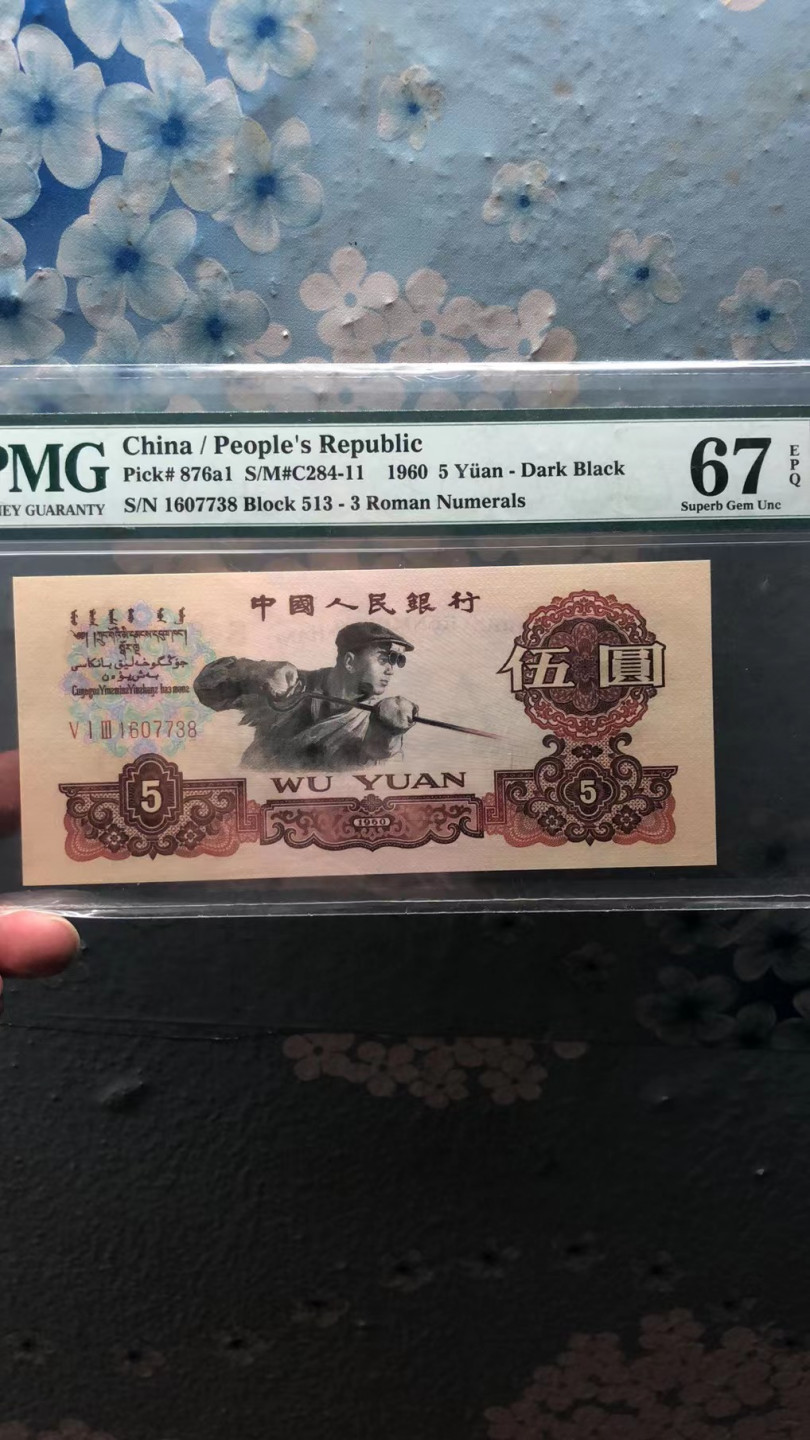 PMG
EY GUARANTY
China / People's Republic
Pick# 876a1 S/M#C284-11 1960 5 Yüan - Dark Black
S/N 1607738 Block 513 - 3 Roman Numerals
67
Superb Gem Unc
EPQ
中國人民銀行
伍圓
V I III 1607738
WU YUAN
5
1960
5